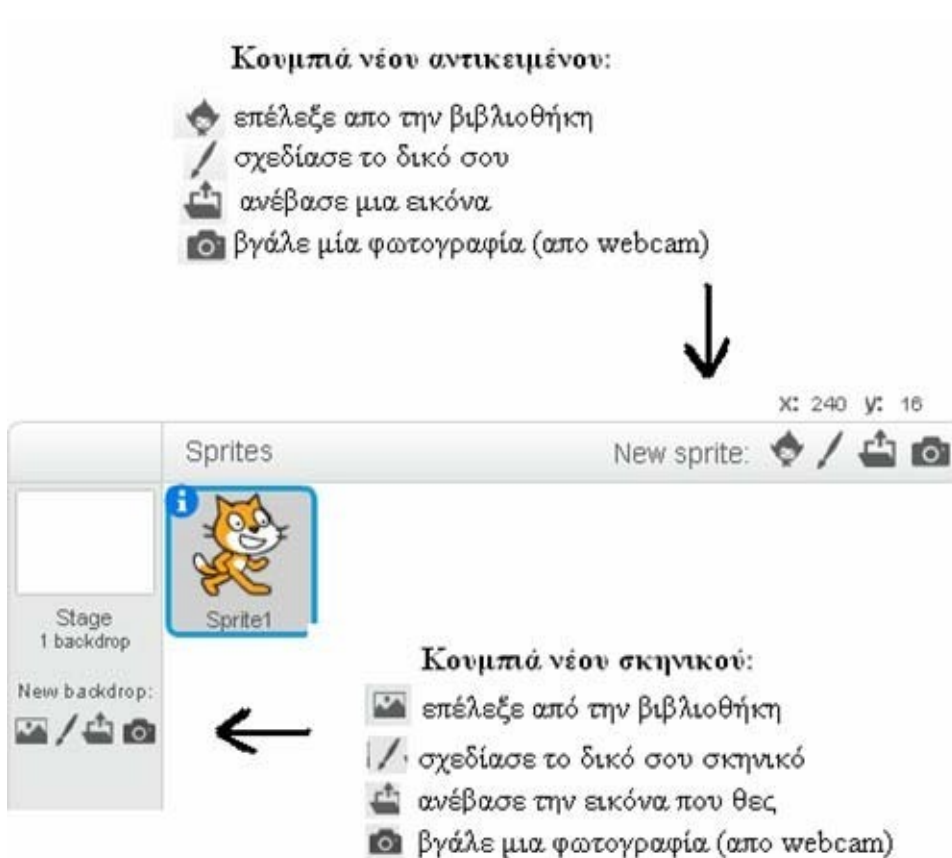 Κουμπιά νέου αντικειμένου:
επέλεξε απο την βιβλιοθήκη
σχεδίασε το δικό σου
ανέβασε μια εικόνα
βγάλε μία φωτογραφία (απο webcam)
x: 240 y: 16
Sprites New sprite:
Stage
1 backdrop
Sprite1
New backdrop:
Κουμπιά νέου σκηνικού:
επέλεξε από την βιβλιοθήκη
σχεδίασε το δικό σου σκηνικό
ανέβασε την εικόνα που θες
βγάλε μια φωτογραφία (απο webcam)